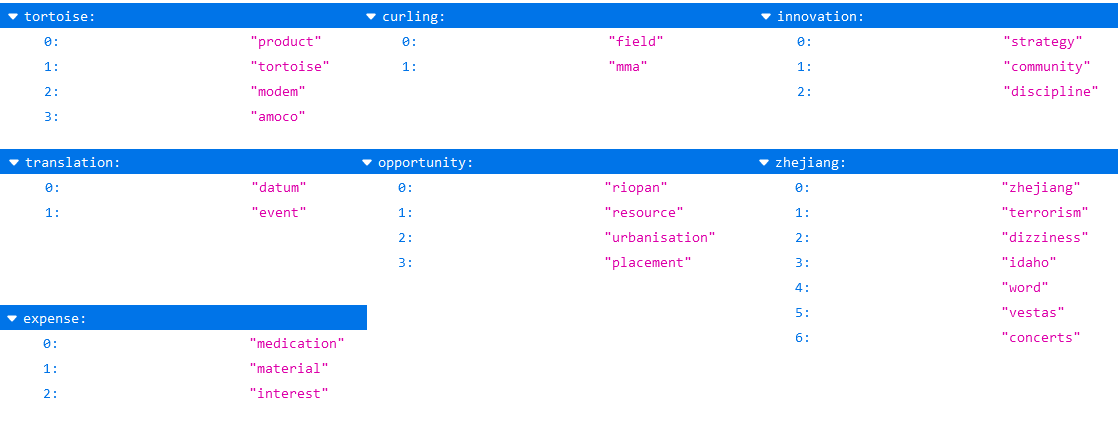 tortoise:
0: "product"
1: "tortoise"
2: "modem"
3: "amoco"
curling:
0: "field"
1: "mma"
innovation:
0: "strategy"
1: "community"
2: "discipline"
translation:
0: "datum"
1: "event"
opportunity:
0: "riopan"
1: "resource"
2: "urbanisation"
3: "placement"
zhejiang:
0: "zhejiang"
1: "terrorism"
2: "dizziness"
3: "idaho"
4: "word"
5: "vestas"
6: "concerts"
expense:
0: "medication"
1: "material"
2: "interest"